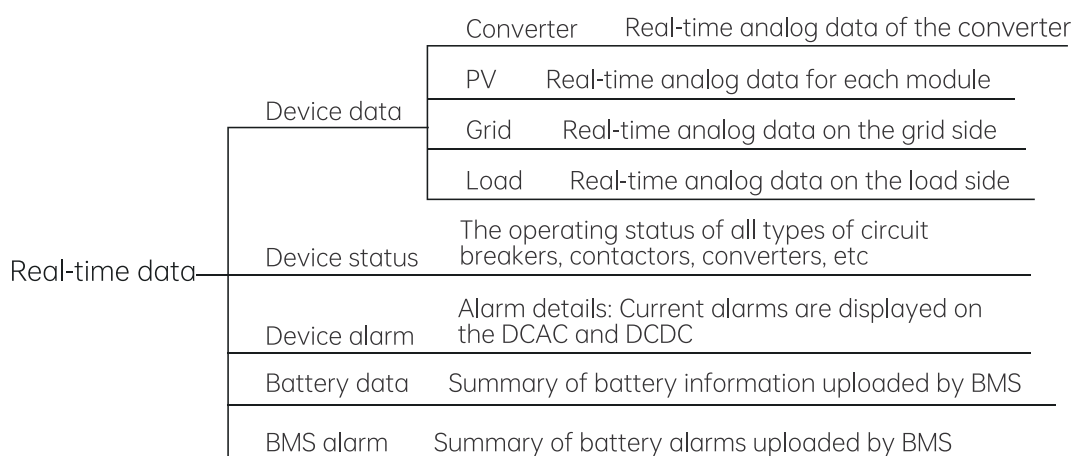 Converter Real-time analog data of the converter
PV Real-time analog data for each module
Device data
Grid Real-time analog data on the grid side
Load Real-time analog data on the load side
The operating status of all types of circuit
Device status breakers, contactors, converters, etc
Real-time data
Alarm details: Current alarms are displayed on
Device alarm the DCAC and DCDC
Battery data Summary of battery information uploaded by BMS
BMS alarm Summary of battery alarms uploaded by BMS